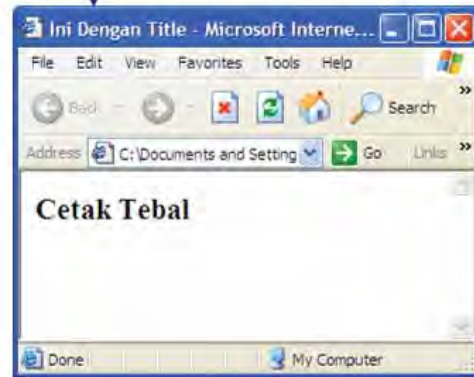 Ini Dengan Title - Microsoft Interne...
File Edit View Favorites Tools Help
Back Search »
Address C:\Documents and Setting Go Links »
Cetak Tebal
Done My Computer